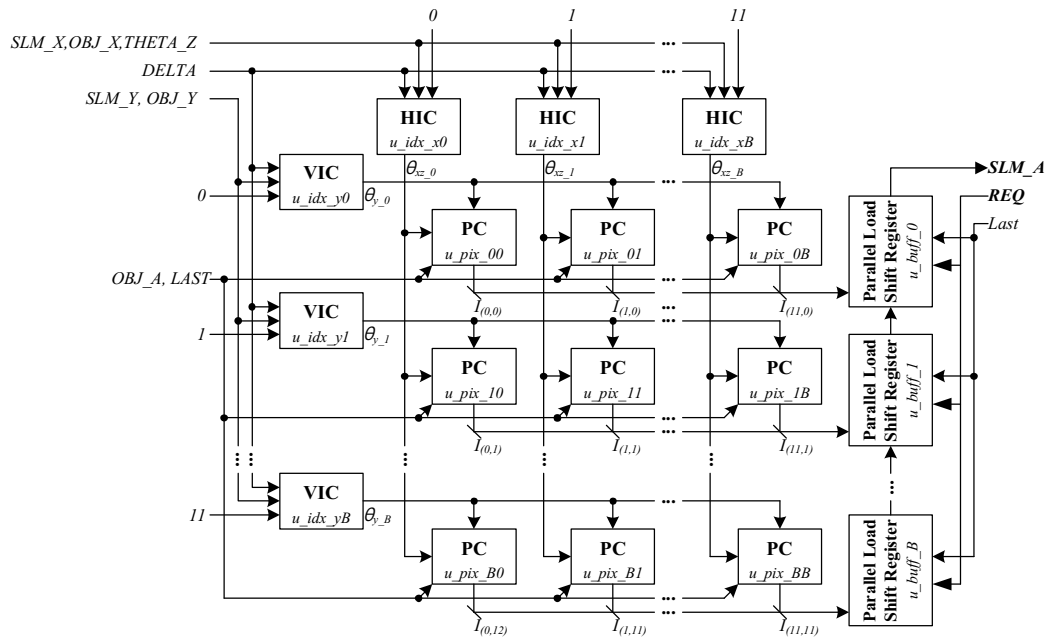 0 1 11
SLM_X,OBJ_X,THETA_Z ...
DELTA ...
SLM_Y, OBJ_Y
HIC HIC HIC
u_idx_x0 u_idx_x1 u_idx_xB
θxz_0 θxz_1 θxz_B
VIC
u_idx_y0
0
θy_0 ...
SLM_A
REQ
Last
PC PC PC
u_pix_00 u_pix_01 u_pix_0B
Parallel Load
Shift Register
u_buff_0
OBJ_A, LAST ...
I(0,0) I(1,0) ... I(11,0)
VIC
u_idx_y1
1
θy_1 ...
PC PC PC
u_pix_10 u_pix_11 u_pix_1B
Parallel Load
Shift Register
u_buff_1
...
I(0,1) I(1,1) ... I(11,1)
... ... ... ... ... ...
VIC
u_idx_yB
11
θy_B ...
PC PC PC
u_pix_B0 u_pix_B1 u_pix_BB
Parallel Load
Shift Register
u_buff_B
...
I(0,12) I(1,11) ... I(11,11)